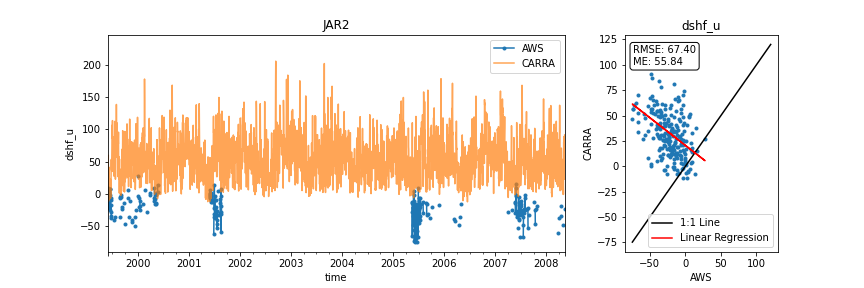 JAR2
dshf_u
200
150
100
50
0
−50
2000
2001
2002
2003
2004
2005
2006
2007
2008
time
AWS
CARRA
dshf_u
CARRA
125
100
75
50
25
0
−25
−50
−75
−50
0
50
100
AWS
RMSE: 67.40
ME: 55.84
1:1 Line
Linear Regression